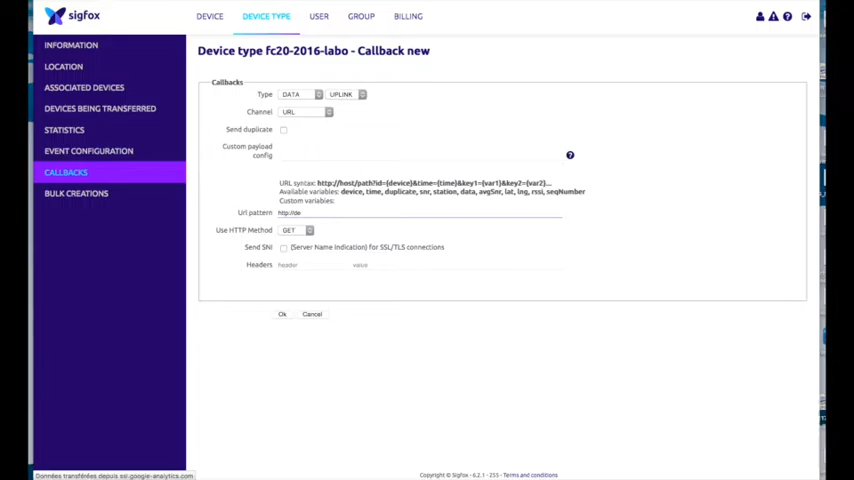 sigfox
DEVICE DEVICE TYPE USER GROUP BILLING
INFORMATION
LOCATION
ASSOCIATED DEVICES
DEVICES BEING TRANSFERRED
STATISTICS
EVENT CONFIGURATION
CALLBACKS
BULK CREATIONS
Device type fc20-2016-labo - Callback new
Callbacks
Type DATA UPLINK
Channel URL
Send duplicate
Custom payload
config
?
URL syntax: http://host/path?id={device}&time={time}&key1={var1}&key2={var2}...
Available variables: device, time, duplicate, snr, station, data, avgSnr, lat, lng, rssi, seqNumber
Custom variables:
Url pattern http://de
Use HTTP Method GET
Send SNI (Server Name Indication) for SSL/TLS connections
Headers header value
Ok Cancel
Copyright © Sigfox - 6.2.1 - 255 - Terms and conditions
Données transférées depuis ssl.google-analytics.com...